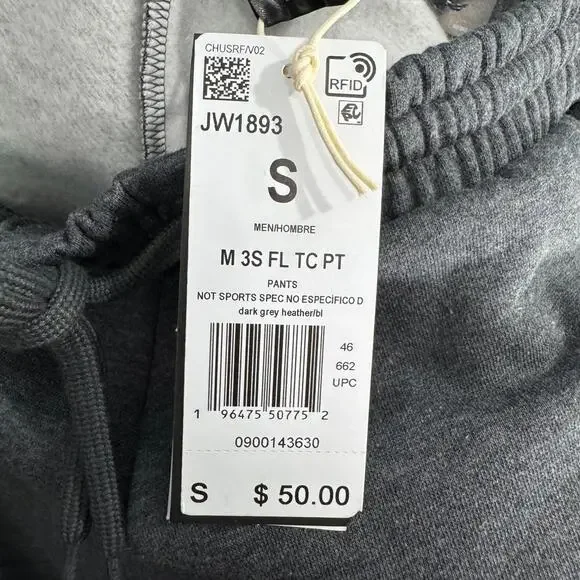 CHUSRF/V02
RFID
JW1893
S
MEN/HOMBRE
M 3S FL TC PT
PANTS
NOT SPORTS SPEC NO ESPECÍFICO D
dark grey heather/bl
46
662
UPC
1 96475 50775 2
0900143630
S $ 50.00